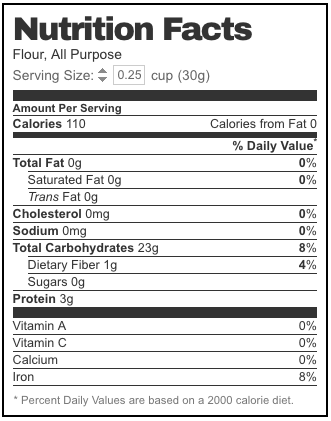 Nutrition Facts
Flour, All Purpose
Serving Size: 0.25 cup (30g)
Amount Per Serving
Calories 110 Calories from Fat 0
% Daily Value*
Total Fat 0g 0%
Saturated Fat 0g 0%
Trans Fat 0g
Cholesterol 0mg 0%
Sodium 0mg 0%
Total Carbohydrates 23g 8%
Dietary Fiber 1g 4%
Sugars 0g
Protein 3g
Vitamin A 0%
Vitamin C 0%
Calcium 0%
Iron 8%
* Percent Daily Values are based on a 2000 calorie diet.